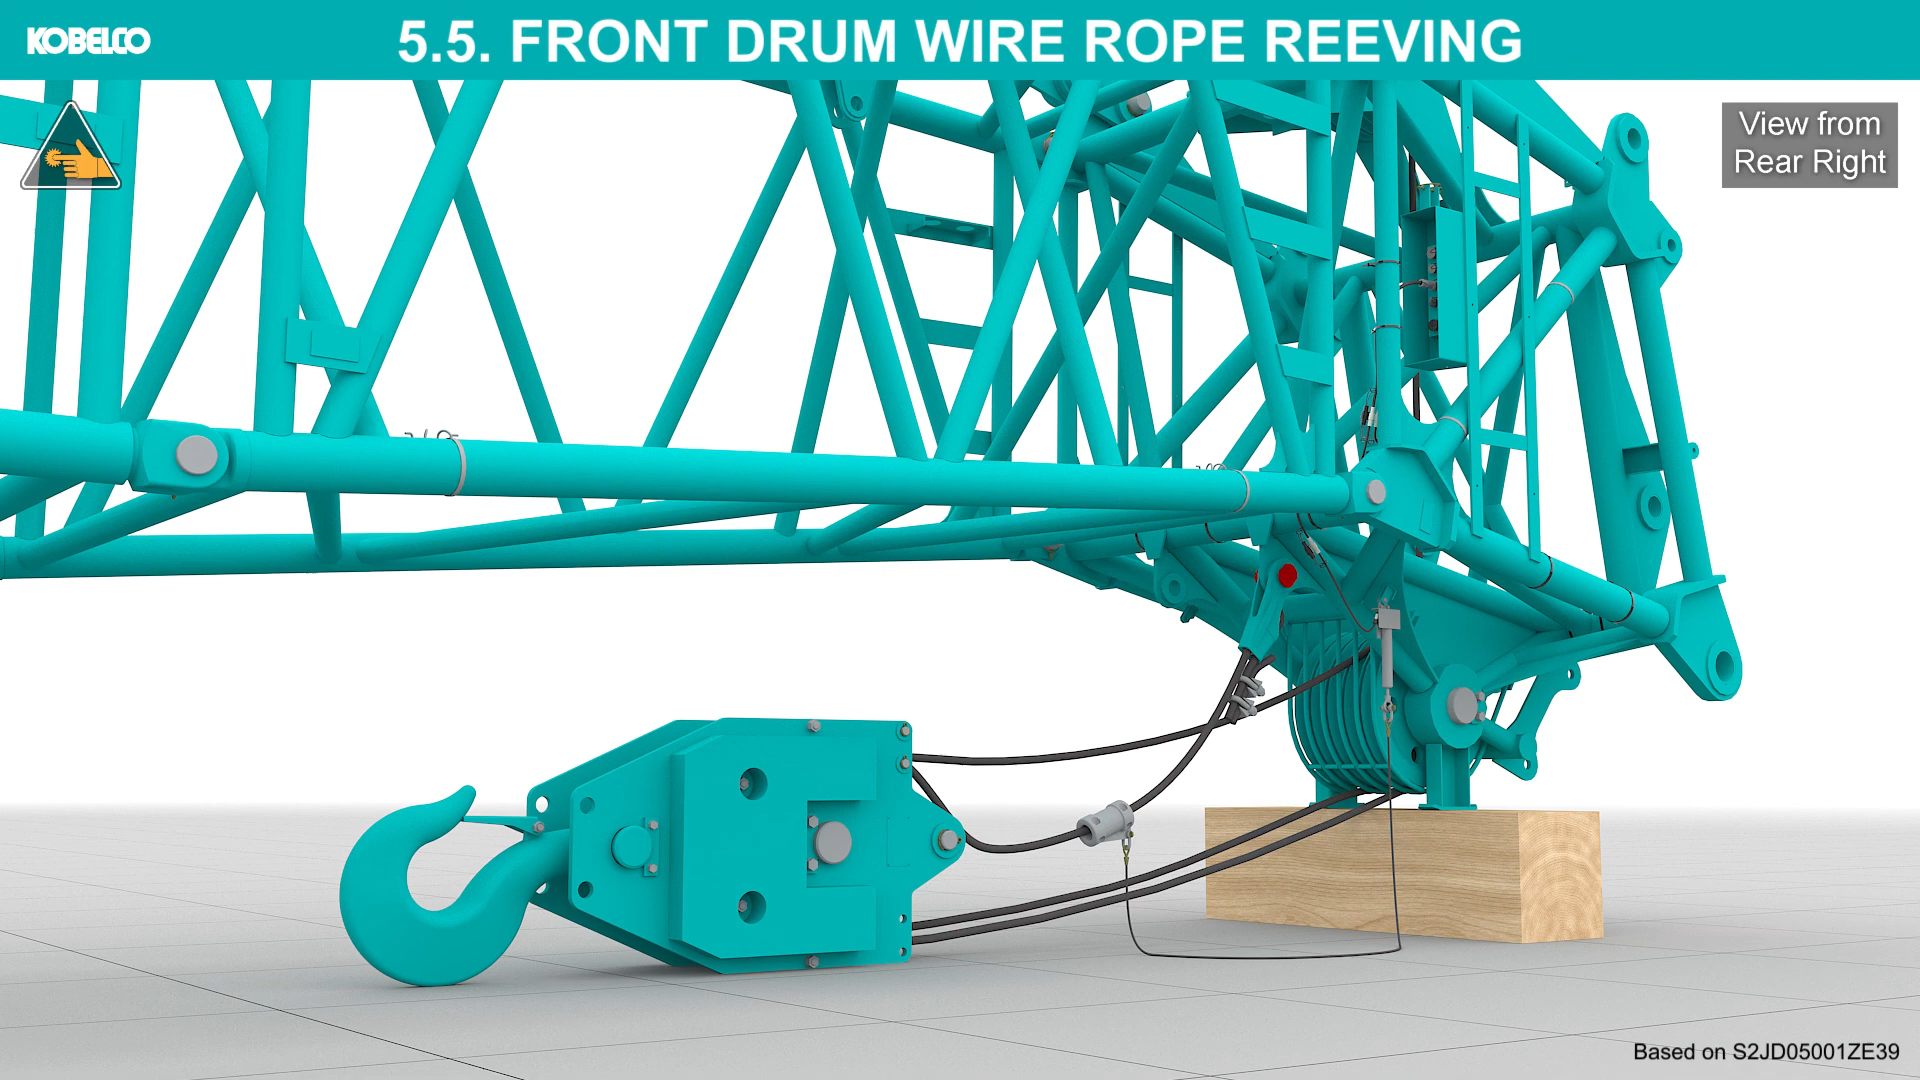 KOBELCO
5.5. FRONT DRUM WIRE ROPE REEVING
View from
Rear Right
Based on S2JD05001ZE39